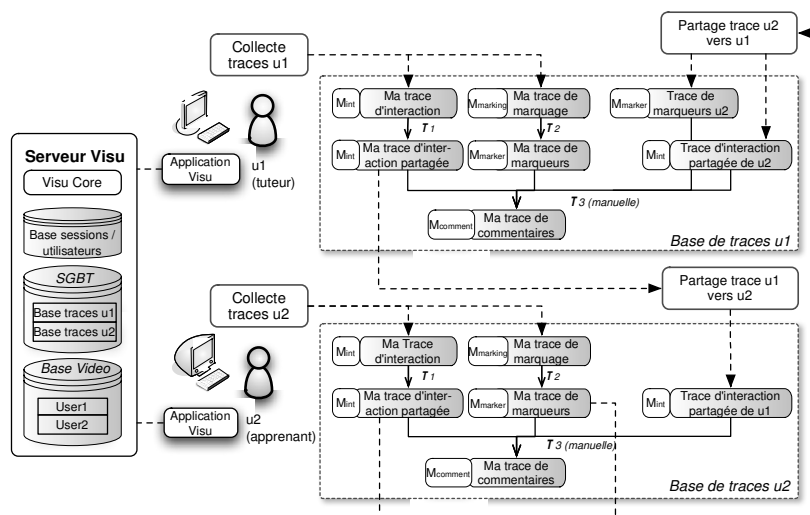 Collecte
traces u1
Partage trace u2
vers u1
Mint
Ma trace
d'interaction
Mmarking
Ma trace de
marquage
Mmarker
Trace de
marqueurs u2
T1
T2
Mint
Ma trace d'inter-
action partagée
Mmarker
Ma trace de
marqueurs
Mint
Trace d'interaction
partagée de u2
T3 (manuelle)
Mcomment
Ma trace de
commentaires
Base de traces u1
Serveur Visu
Visu Core
Base sessions /
utilisateurs
SGBT
Base traces u1
Base traces u2
Base Video
User1
User2
Application
Visu
u1
(tuteur)
Collecte
traces u2
Partage trace u1
vers u2
Mint
Ma Trace
d'interaction
Mmarking
Ma trace de
marquage
T1
T2
Mint
Ma trace d'inter-
action partagée
Mmarker
Ma trace de
marqueurs
Mint
Trace d'interaction
partagée de u1
Application
Visu
u2
(apprenant)
T3 (manuelle)
Mcomment
Ma trace de
commentaires
Base de traces u2